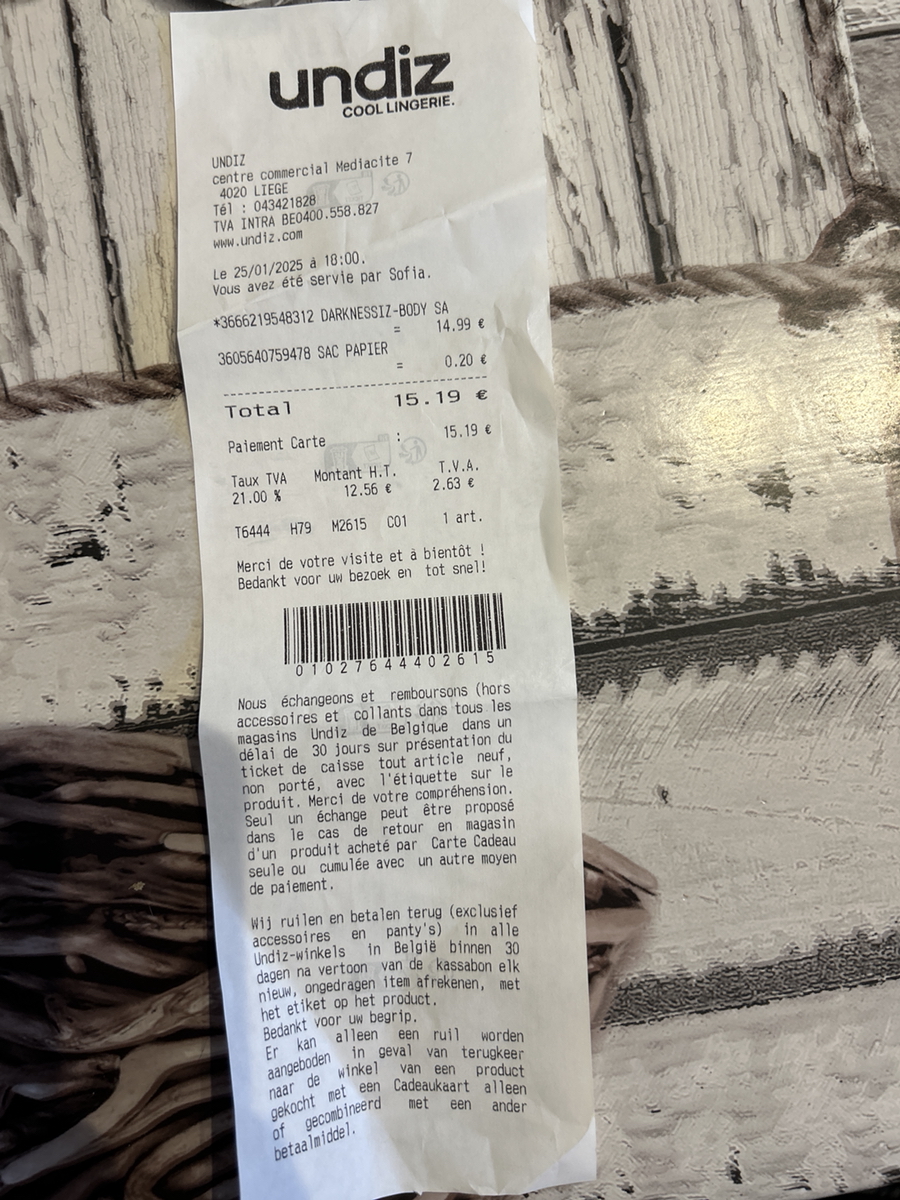 undiz
COOL LINGERIE.
UNDIZ
centre commercial Mediacite 7
4020 LIEGE
Tél : 043421828
TVA INTRA BE0400.558.827
www.undiz.com
Le 25/01/2025 à 18:00.
Vous avez été servie par Sofia.
*3666219548312 DARKNESSIZ-BODY SA
= 14.99 €
3605640759478 SAC PAPIER
= 0.20 €
Total 15.19 €
Paiement Carte : 15.19 €
Taux TVA Montant H.T. T.V.A.
21.00 % 12.56 € 2.63 €
T6444 H79 M2615 C01 1 art.
Merci de votre visite et à bientôt !
Bedankt voor uw bezoek en tot snel!
01027644402615
Nous échangeons et remboursons (hors
accessoires et collants dans tous les
magasins Undiz de Belgique dans un
délai de 30 jours sur présentation du
ticket de caisse tout article neuf,
non porté, avec l'étiquette sur le
produit. Merci de votre compréhension.
Seul un échange peut être proposé
dans le cas de retour en magasin
d'un produit acheté par Carte Cadeau
seule ou cumulée avec un autre moyen
de paiement.
Wij ruilen en betalen terug (exclusief
accessoires en panty's) in alle
Undiz-winkels in België binnen 30
dagen na vertoon van de kassabon elk
nieuw, ongedragen item afrekenen, met
het etiket op het product.
Bedankt voor uw begrip.
Er kan alleen een ruil worden
aangeboden in geval van terugkeer
naar de winkel van een product
gekocht met een Cadeaukaart alleen
of gecombineerd met een ander
betaalmiddel.